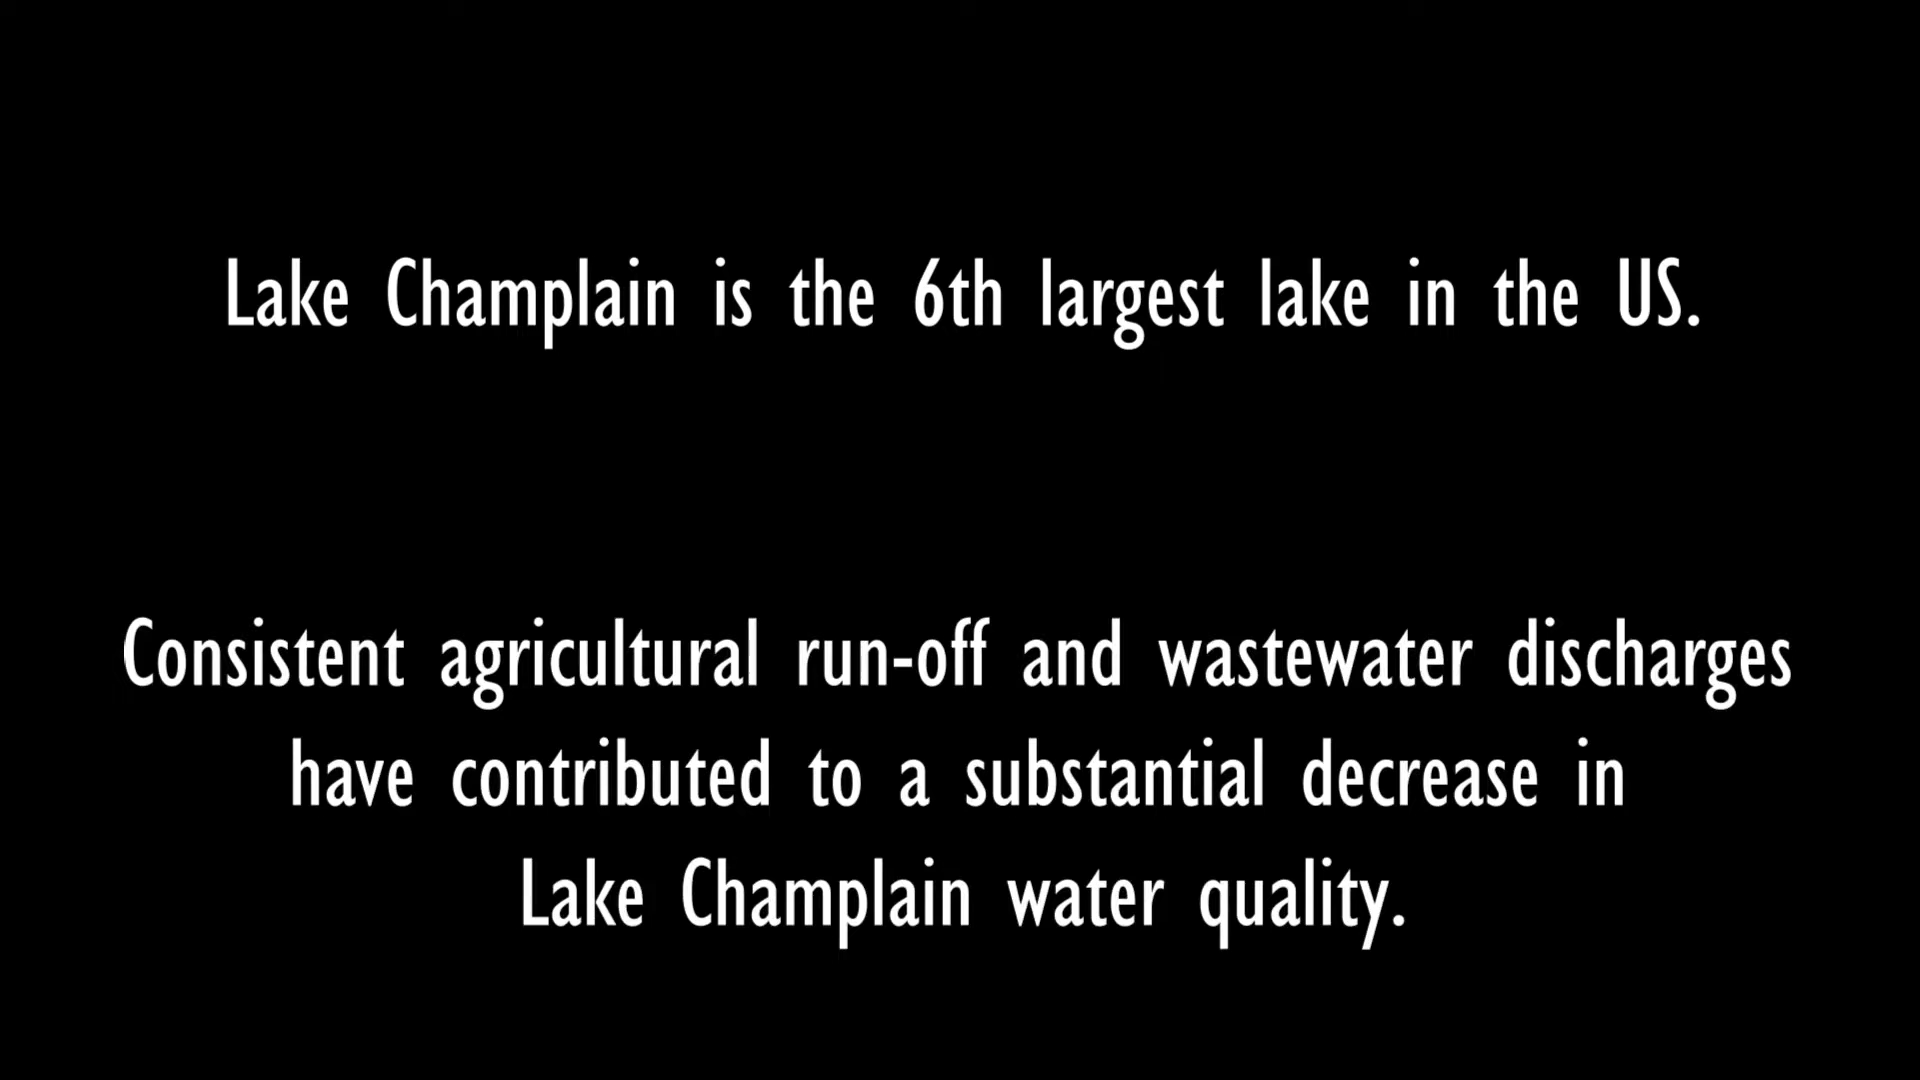 Lake Champlain is the 6th largest lake in the US.
Consistent agricultural run-off and wastewater discharges
have contributed to a substantial decrease in
Lake Champlain water quality.